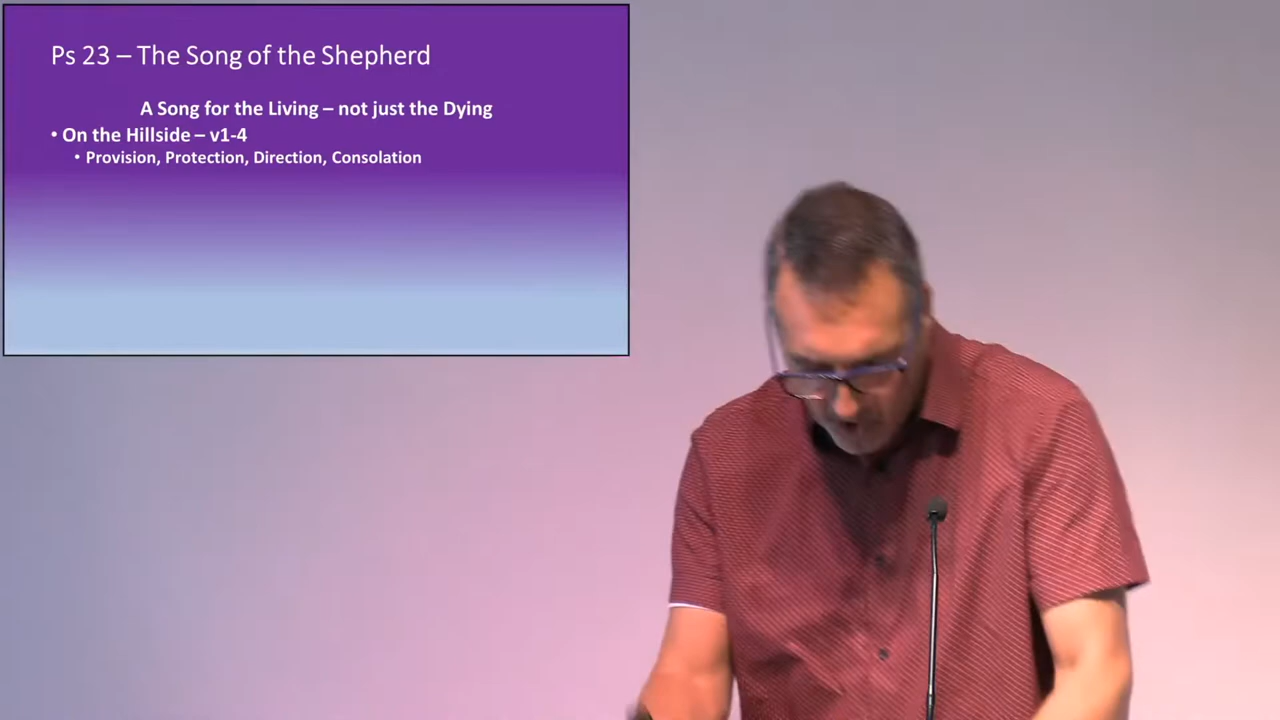 Ps 23 – The Song of the Shepherd
A Song for the Living – not just the Dying
• On the Hillside – v1-4
• Provision, Protection, Direction, Consolation